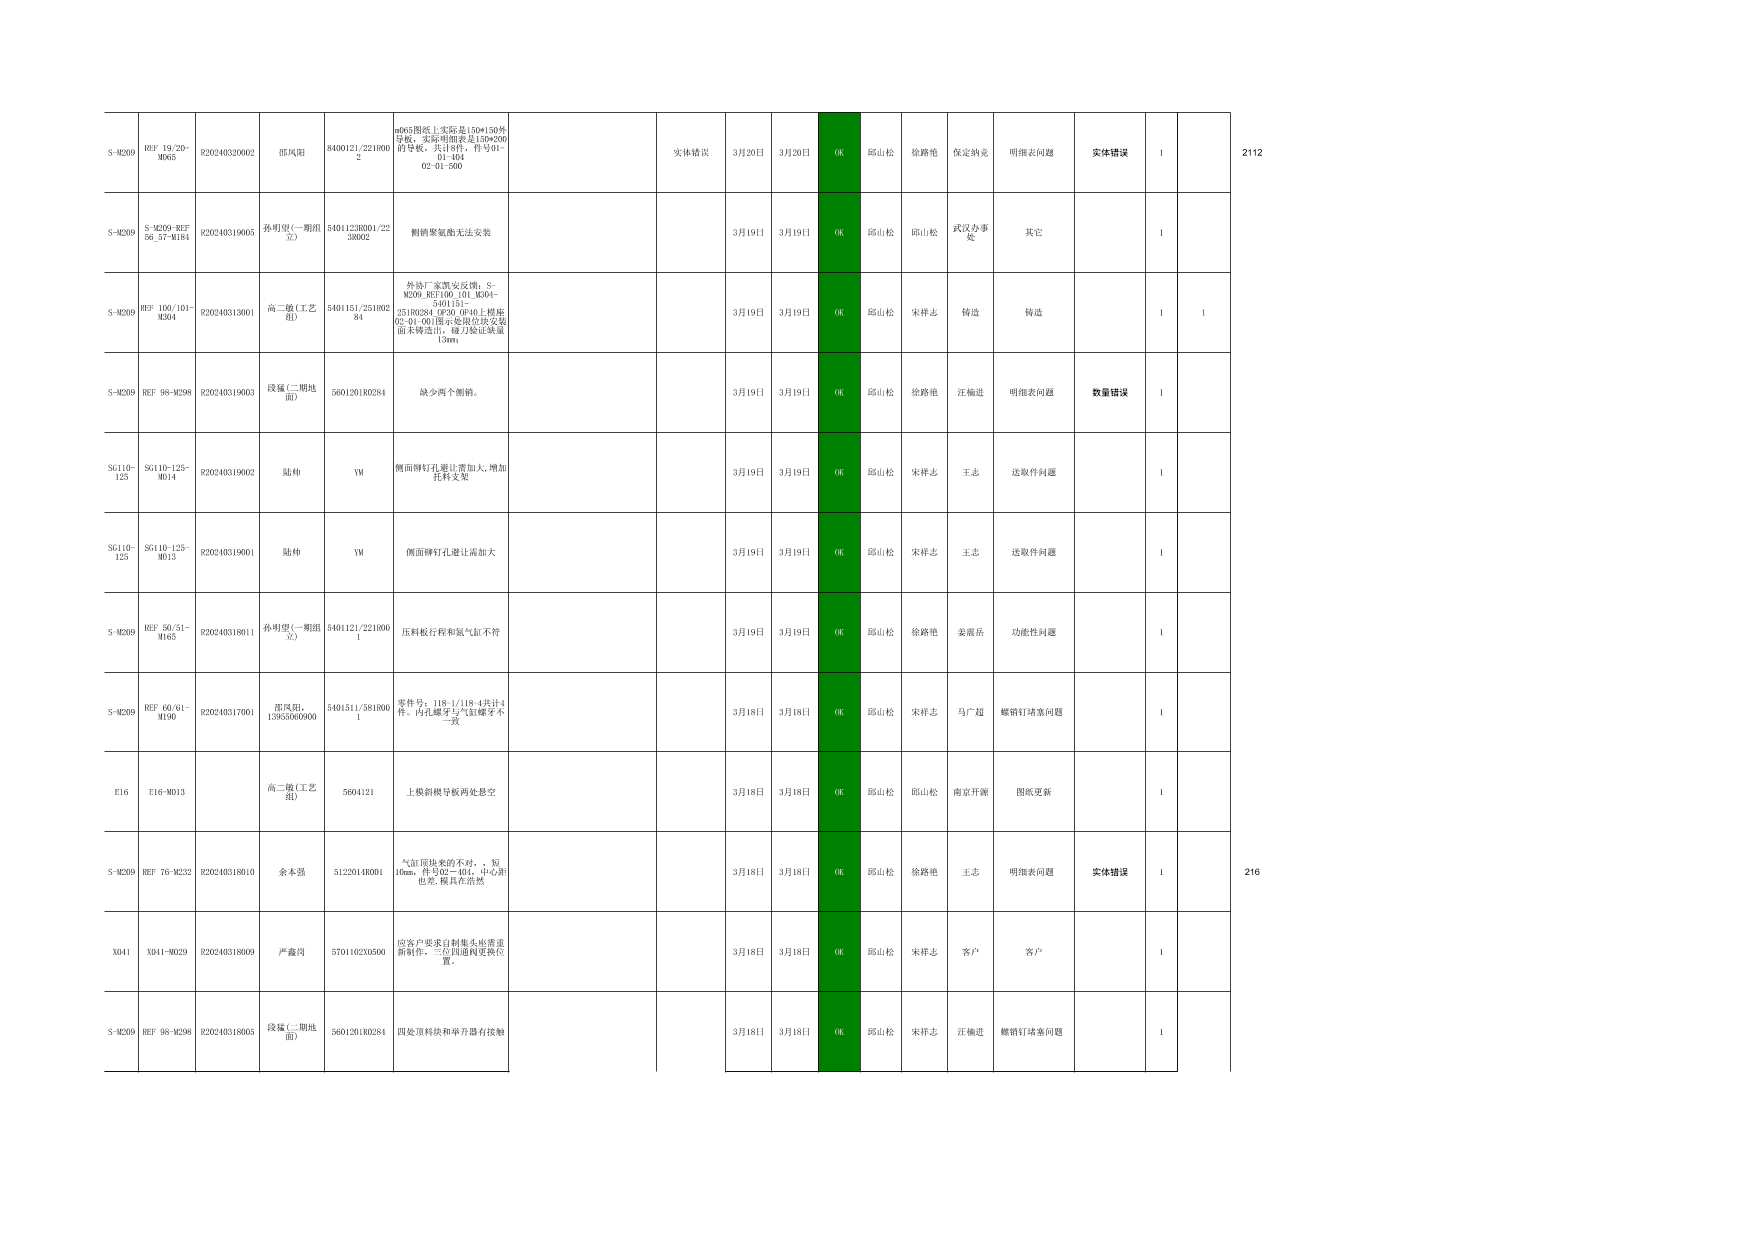 S-M209 REF 19/20-M065 R20240320002 邵凤阳 8400121/221R002 m065图纸上实际是150*150外导板，实际明细表是150*200的导板，共计8件，件号01-01-404 02-01-500 实体错误 3月20日 3月20日 OK 邱山松 徐路艳 保定纳竞 明细表问题 实体错误 1 2112
S-M209 S-M209-REF 56_57-M184 R20240319005 孙明望(一期组立) 5401123R001/223R002 侧销聚氨酯无法安装 3月19日 3月19日 OK 邱山松 邱山松 武汉办事处 其它 1
S-M209 REF 100/101-M304 R20240313001 高二敏(工艺组) 5401151/251R0284 外协厂家凯安反馈：S-M209_REF100_101_M304-5401151-251R0284_OP30_OP40上模座02-01-001图示处限位块安装面未铸造出，碰刀验证缺量13mm； 3月19日 3月19日 OK 邱山松 宋祥志 铸造 铸造 1 1
S-M209 REF 98-M298 R20240319003 段猛(二期地面) 5601201R0284 缺少两个侧销。 3月19日 3月19日 OK 邱山松 徐路艳 汪楠进 明细表问题 数量错误 1
SG110-125 SG110-125-M014 R20240319002 陆帅 YM 侧面铆钉孔避让需加大,增加托料支架 3月19日 3月19日 OK 邱山松 宋祥志 王志 送取件问题 1
SG110-125 SG110-125-M013 R20240319001 陆帅 YM 侧面铆钉孔避让需加大 3月19日 3月19日 OK 邱山松 宋祥志 王志 送取件问题 1
S-M209 REF 50/51-M165 R20240318011 孙明望(一期组立) 5401121/221R001 压料板行程和氮气缸不符 3月19日 3月19日 OK 邱山松 徐路艳 姜震岳 功能性问题 1
S-M209 REF 60/61-M190 R20240317001 邵凤阳，13955060900 5401511/581R001 零件号：118-1/118-4共计4件。内孔螺牙与气缸螺牙不一致 3月18日 3月18日 OK 邱山松 宋祥志 马广超 螺销钉堵塞问题 1
E16 E16-M013 高二敏(工艺组) 5604121 上模斜楔导板两处悬空 3月18日 3月18日 OK 邱山松 邱山松 南京开源 图纸更新 1
S-M209 REF 76-M232 R20240318010 余本强 5122014R001 气缸顶块来的不对，，短10mm，件号02－404，中心距也差.模具在浩然 3月18日 3月18日 OK 邱山松 徐路艳 王志 明细表问题 实体错误 1 216
X041 X041-M029 R20240318009 严鑫岗 5701102X0500 应客户要求自制集头座需重新制作，三位四通阀更换位置。 3月18日 3月18日 OK 邱山松 宋祥志 客户 客户 1
S-M209 REF 98-M298 R20240318005 段猛(二期地面) 5601201R0284 四处顶料块和举升器有接触 3月18日 3月18日 OK 邱山松 宋祥志 汪楠进 螺销钉堵塞问题 1